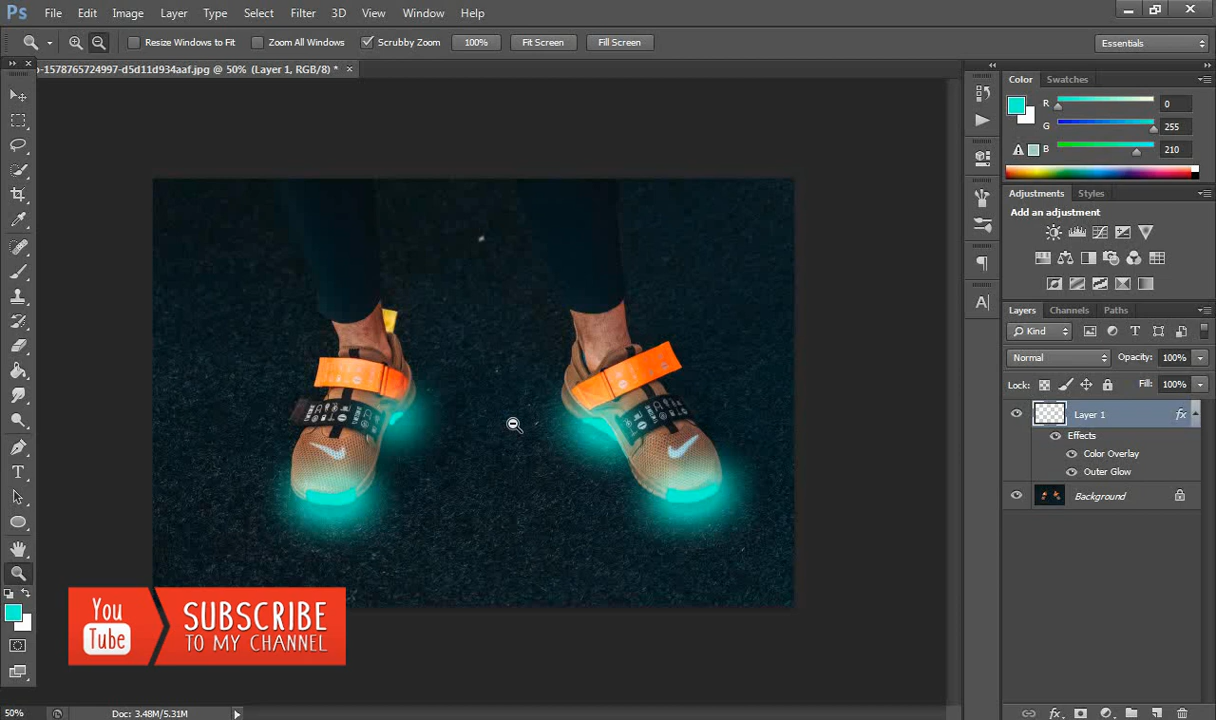 Ps File Edit Image Layer Type Select Filter 3D View Window Help
Resize Windows to Fit Zoom All Windows Scrubby Zoom 100% Fit Screen Fill Screen Essentials
o-1578765724997-d5d11d934aaf.jpg @ 50% (Layer 1, RGB/8) *
Color Swatches
R 0
G 255
B 210
Adjustments Styles
Add an adjustment
Layers Channels Paths
Kind
Normal Opacity: 100%
Lock: Fill: 100%
Layer 1 fx
Effects
Color Overlay
Outer Glow
Background
You
Tube
SUBSCRIBE
TO MY CHANNEL
50% Doc: 3.48M/5.31M